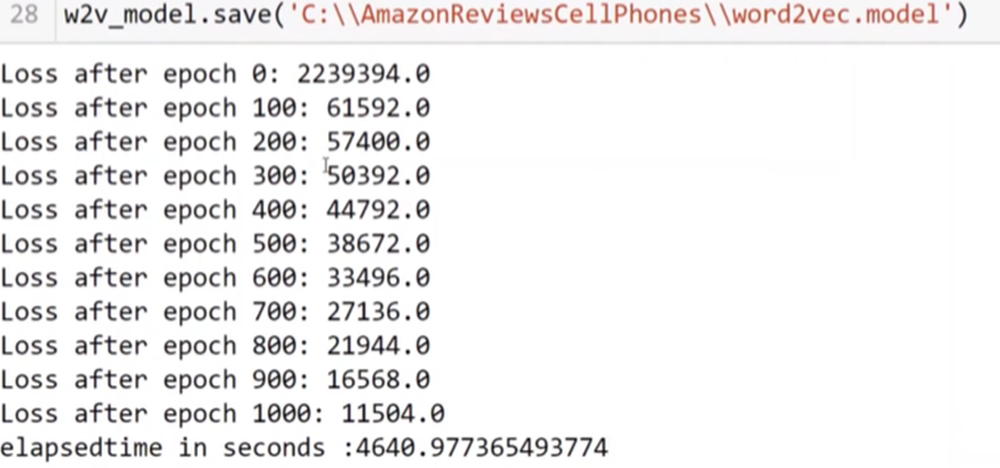 28 w2v_model.save('C:\\AmazonReviewsCellPhones\\word2vec.model')
Loss after epoch 0: 2239394.0
Loss after epoch 100: 61592.0
Loss after epoch 200: 57400.0
Loss after epoch 300: 50392.0
Loss after epoch 400: 44792.0
Loss after epoch 500: 38672.0
Loss after epoch 600: 33496.0
Loss after epoch 700: 27136.0
Loss after epoch 800: 21944.0
Loss after epoch 900: 16568.0
Loss after epoch 1000: 11504.0
elapsedtime in seconds :4640.977365493774